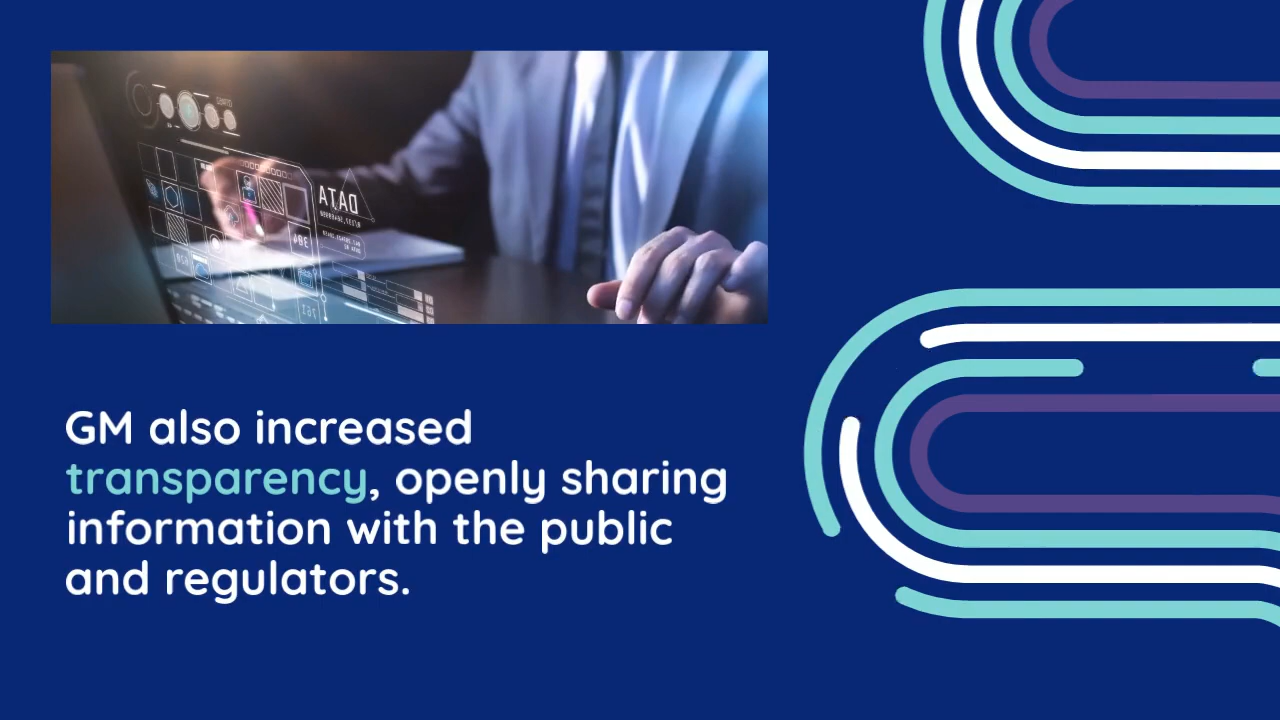 DATA
GM also increased
transparency, openly sharing
information with the public
and regulators.